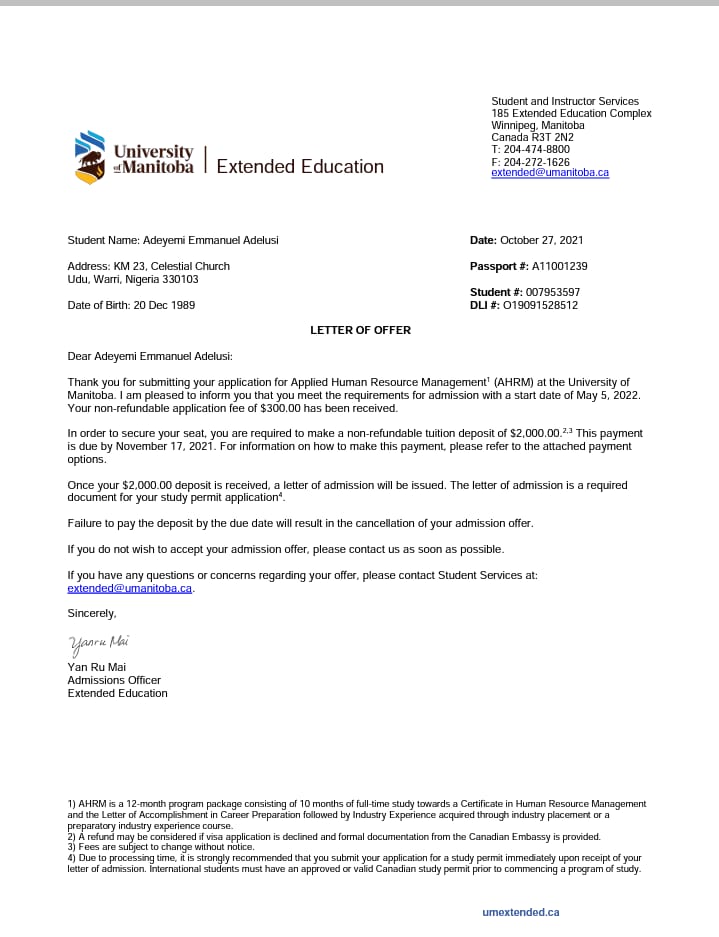 Student and Instructor Services
185 Extended Education Complex
Winnipeg, Manitoba
Canada R3T 2N2
T: 204-474-8800
F: 204-272-1626
extended@umanitoba.ca
University
of Manitoba
Extended Education
Student Name: Adeyemi Emmanuel Adelusi
Date: October 27, 2021
Address: KM 23, Celestial Church
Udu, Warri, Nigeria 330103
Passport #: A11001239
Student #: 007953597
Date of Birth: 20 Dec 1989
DLI #: O19091528512
LETTER OF OFFER
Dear Adeyemi Emmanuel Adelusi:
Thank you for submitting your application for Applied Human Resource Management¹ (AHRM) at the University of
Manitoba. I am pleased to inform you that you meet the requirements for admission with a start date of May 5, 2022.
Your non-refundable application fee of $300.00 has been received.
In order to secure your seat, you are required to make a non-refundable tuition deposit of $2,000.00.²,³ This payment
is due by November 17, 2021. For information on how to make this payment, please refer to the attached payment
options.
Once your $2,000.00 deposit is received, a letter of admission will be issued. The letter of admission is a required
document for your study permit application⁴.
Failure to pay the deposit by the due date will result in the cancellation of your admission offer.
If you do not wish to accept your admission offer, please contact us as soon as possible.
If you have any questions or concerns regarding your offer, please contact Student Services at:
extended@umanitoba.ca.
Sincerely,
Yanru Mai
Yan Ru Mai
Admissions Officer
Extended Education
1) AHRM is a 12-month program package consisting of 10 months of full-time study towards a Certificate in Human Resource Management
and the Letter of Accomplishment in Career Preparation followed by Industry Experience acquired through industry placement or a
preparatory industry experience course.
2) A refund may be considered if visa application is declined and formal documentation from the Canadian Embassy is provided.
3) Fees are subject to change without notice.
4) Due to processing time, it is strongly recommended that you submit your application for a study permit immediately upon receipt of your
letter of admission. International students must have an approved or valid Canadian study permit prior to commencing a program of study.
umextended.ca